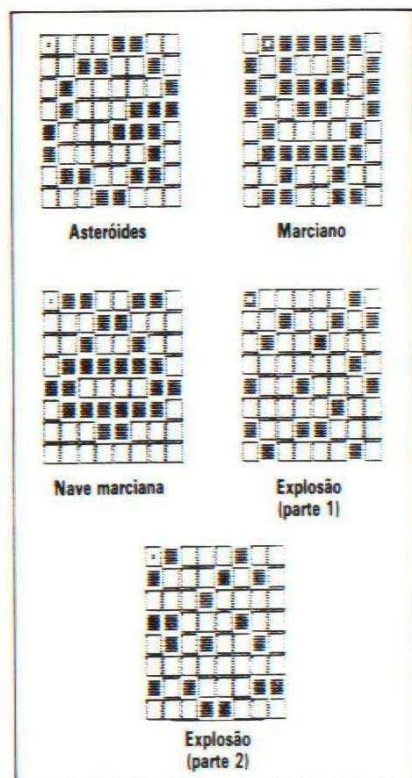 Asteróides
Marciano
Nave marciana
Explosão
(parte 1)
Explosão
(parte 2)